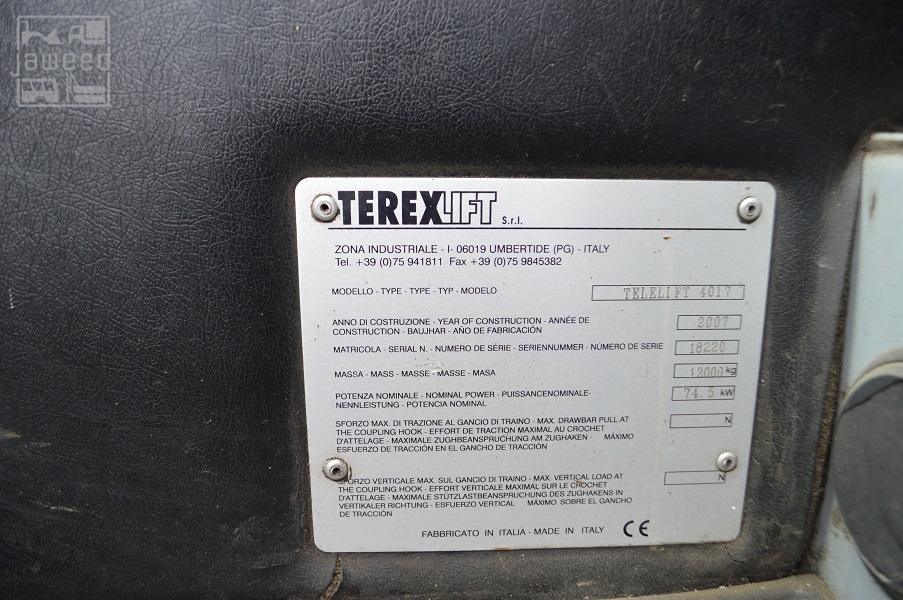 jaweed
TEREXLIFT S.r.l.
ZONA INDUSTRIALE - I- 06019 UMBERTIDE (PG) - ITALY
Tel. +39 (0)75 941811 Fax +39 (0)75 9845382
MODELLO - TYPE - TYPE - TYP - MODELO TELELIFT 4017
ANNO DI COSTRUZIONE - YEAR OF CONSTRUCTION - ANNÉE DE
CONSTRUCTION - BAUJHAR - AÑO DE FABRICACIÓN 2007
MATRICOLA - SERIAL N. - NUMERO DE SÉRIE - SERIENNUMMER - NÚMERO DE SERIE 18220
MASSA - MASS - MASSE - MASSE - MASA 12000 kg
POTENZA NOMINALE - NOMINAL POWER - PUISSANCENOMINALE-
NENNLEISTUNG - POTENCIA NOMINAL 74.5 kW
SFORZO MAX. DI TRAZIONE AL GANCIO DI TRAINO - MAX. DRAWBAR PULL AT
THE COUPLING HOOK - EFFORT DE TRACTION MAXIMAL AU CROCHET
D'ATTELAGE - MAXIMALE ZUGHBEANSPRUCHUNG AM ZUGHAKEN - MÁXIMO
ESFUERZO DE TRACCIÓN EN EL GANCHO DE TRACCIÓN N
SFORZO VERTICALE MAX. SUL GANCIO DI TRAINO - MAX. VERTICAL LOAD AT
THE COUPLING HOOK - EFFORT VERTICALE MAXIMAL SUR LE CROCHET
D'ATTELAGE - MAXIMALE STÜTZLASTBEANSPRUCHUNG DES ZUGHAKENS IN
VERTIKALER RICHTUNG - ESFUERZO VERTICAL MÁXIMO SOBRE EL GANCHO
DE TRACCIÓN N
FABBRICATO IN ITALIA - MADE IN ITALY CE